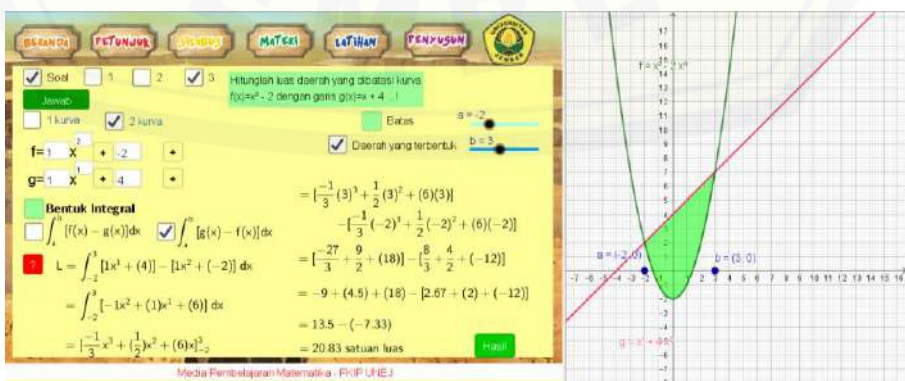 BERANDA PETUNJUK SILABUS MATERI LATIHAN PENYUSUN
Soal 1 2 3
Hitunglah luas daerah yang dibatasi kurva
f(x)=x² - 2 dengan garis g(x)=x + 4 ...!
Jawab
1 kurva 2 kurva
Batas
a = -2
Daerah yang terbentuk
b = 3
f= 1 x 2 + -2 +
g= 1 x 1 + 4 +
Bentuk Integral
[f(x) − g(x)]dx
[g(x) − f(x)]dx
? L = ∫₋₂³ [1x¹ + (4)] − [1x² + (−2)] dx
= ∫₋₂³ [−1x² + (1)x¹ + (6)] dx
= [−1/3 x³ + (1/2)x² + (6)x]³₋₂
= [−1/3 (3)³ + 1/2 (3)² + (6)(3)]
−[−1/3 (−2)³ + 1/2 (−2)² + (6)(−2)]
= [−27/3 + 9/2 + (18)] − [8/3 + 4/2 + (−12)]
= −9 + (4.5) + (18) − [2.67 + (2) + (−12)]
= 13.5 − (−7.33)
= 20.83 satuan luas
Hasil
Media Pembelajaran Matematika - FKIP UNEJ
a = (-2, 0)
b = (3, 0)